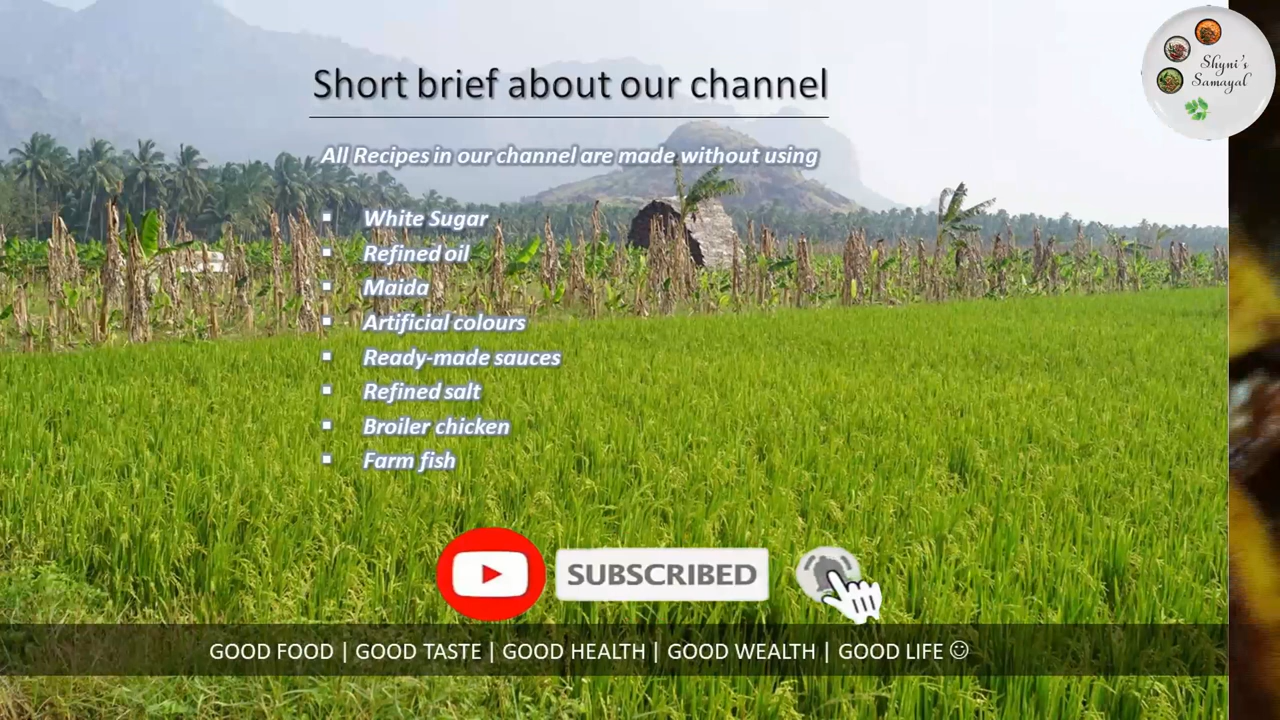 Shyni's
Samayal
Short brief about our channel
All Recipes in our channel are made without using
▪ White Sugar
▪ Refined oil
▪ Maida
▪ Artificial colours
▪ Ready-made sauces
▪ Refined salt
▪ Broiler chicken
▪ Farm fish
SUBSCRIBED
GOOD FOOD | GOOD TASTE | GOOD HEALTH | GOOD WEALTH | GOOD LIFE ☺